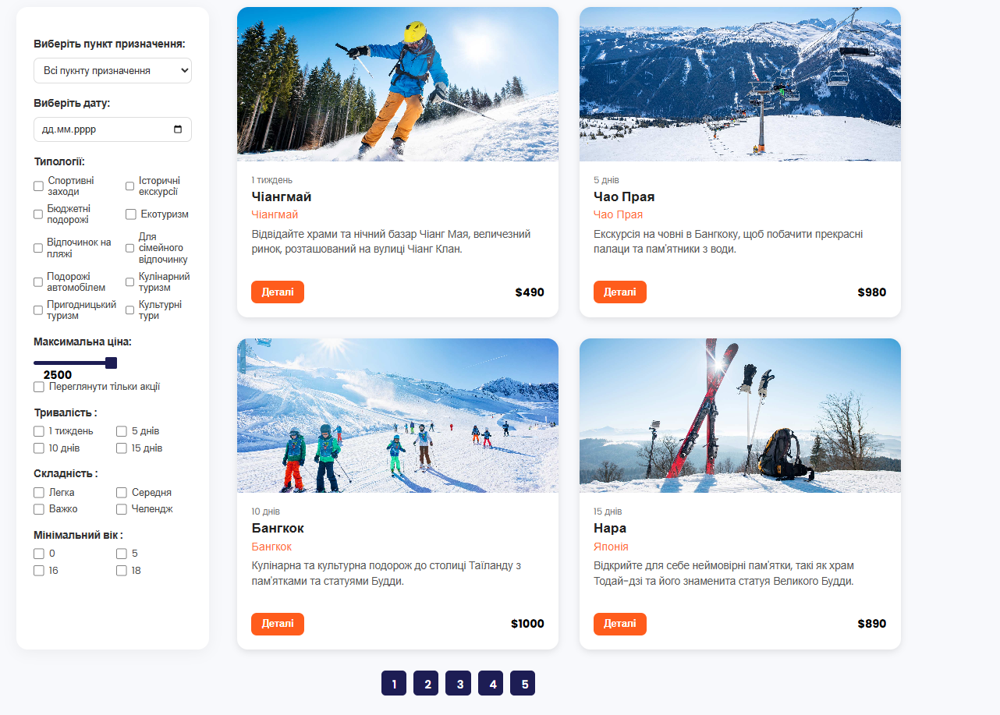 Виберіть пункт призначення:
Всі пукнту призначення
Виберіть дату:
дд.мм.рррр
Типології:
Спортивні
заходи
Історичні
екскурсії
Бюджетні
подорожі
Екотуризм
Відпочинок на
пляжі
Для
сімейного
відпочинку
Подорожі
автомобілем
Кулінарний
туризм
Пригодницький
туризм
Культурні
тури
Максимальна ціна:
2500
Переглянути тільки акції
Тривалість :
1 тиждень
5 днів
10 днів
15 днів
Складність :
Легка
Середня
Важко
Челендж
Мінімальний вік :
0
5
16
18
1 тиждень
Чіангмай
Чіангмай
Відвідайте храми та нічний базар Чіанг Мая, величезний
ринок, розташований на вулиці Чіанг Клан.
Деталі
$490
5 днів
Чао Прая
Чао Прая
Екскурсія на човні в Бангкоку, щоб побачити прекрасні
палаци та пам'ятники з води.
Деталі
$980
10 днів
Бангкок
Бангкок
Кулінарна та культурна подорож до столиці Таїланду з
пам'ятками та статуями Будди.
Деталі
$1000
15 днів
Нара
Японія
Відкрийте для себе неймовірні пам'ятки, такі як храм
Тодай-дзі та його знаменита статуя Великого Будди.
Деталі
$890
1 2 3 4 5